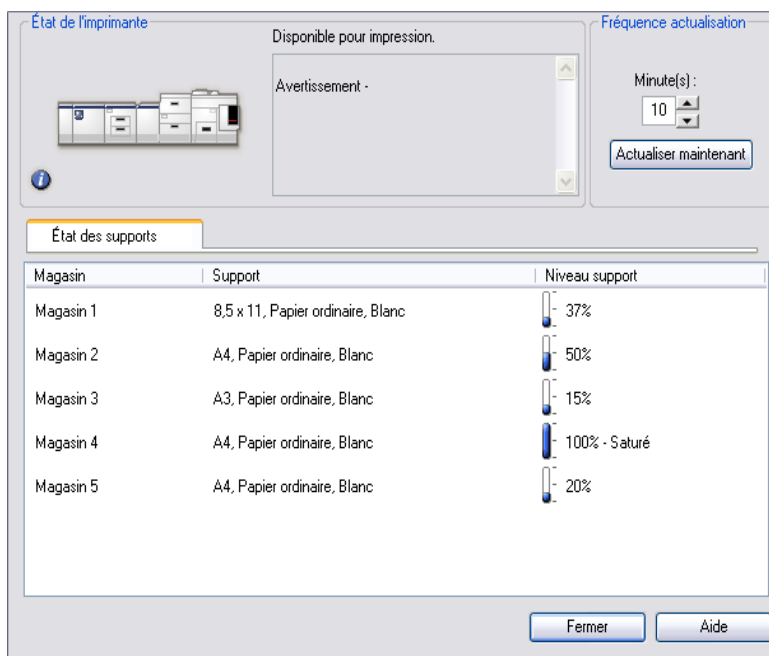 État de l'imprimante
Disponible pour impression.
Avertissement -
Fréquence actualisation
Minute(s) :
10
Actualiser maintenant
État des supports
Magasin Support Niveau support
Magasin 1 8,5 x 11, Papier ordinaire, Blanc 37%
Magasin 2 A4, Papier ordinaire, Blanc 50%
Magasin 3 A3, Papier ordinaire, Blanc 15%
Magasin 4 A4, Papier ordinaire, Blanc 100% - Saturé
Magasin 5 A4, Papier ordinaire, Blanc 20%
Fermer Aide